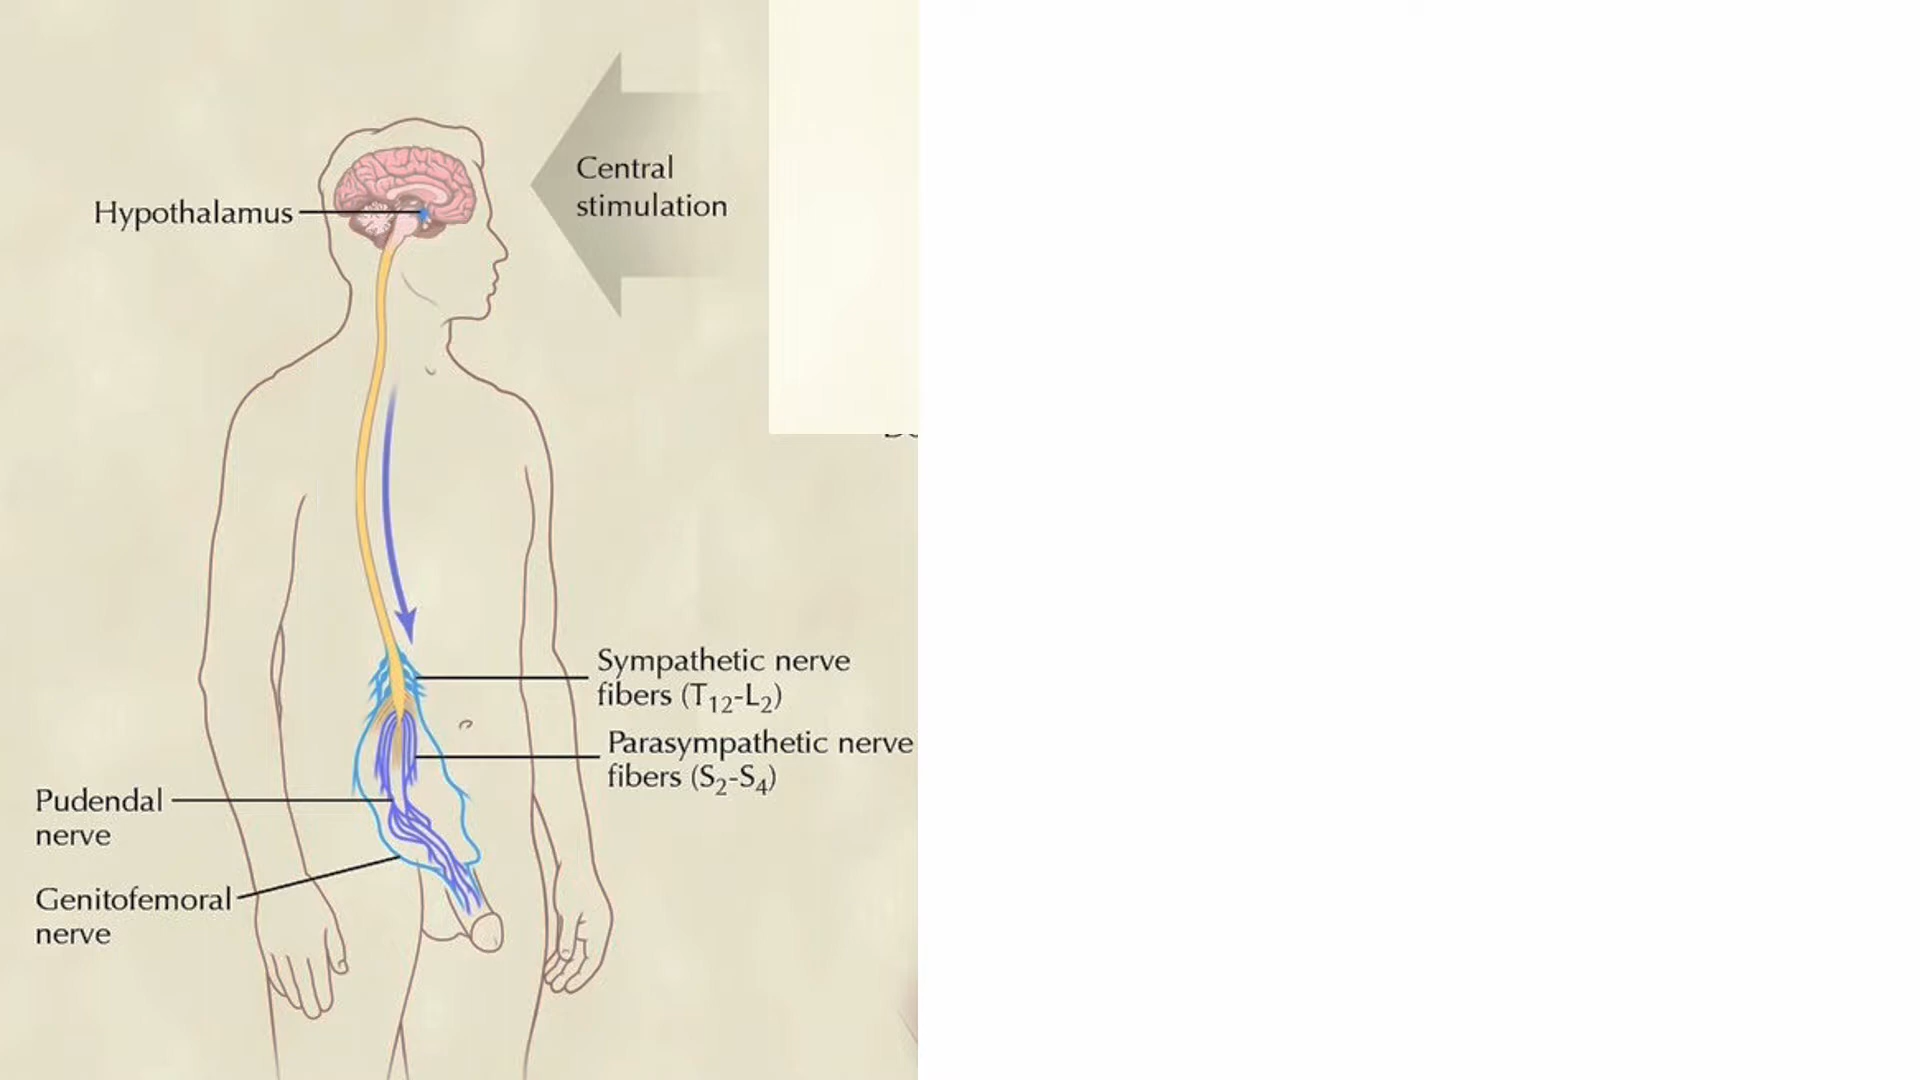 Central
stimulation
Hypothalamus
Sympathetic nerve
fibers (T₁₂-L₂)
Parasympathetic nerve
fibers (S₂-S₄)
Pudendal
nerve
Genitofemoral
nerve